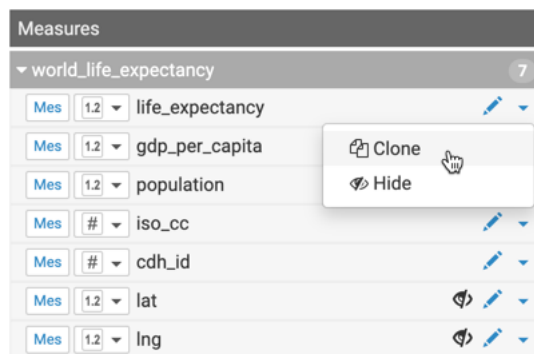 Measures
world_life_expectancy 7
Mes 1.2 life_expectancy
Mes 1.2 gdp_per_capita
Clone
Mes 1.2 population
Hide
Mes # iso_cc
Mes # cdh_id
Mes 1.2 lat
Mes 1.2 lng